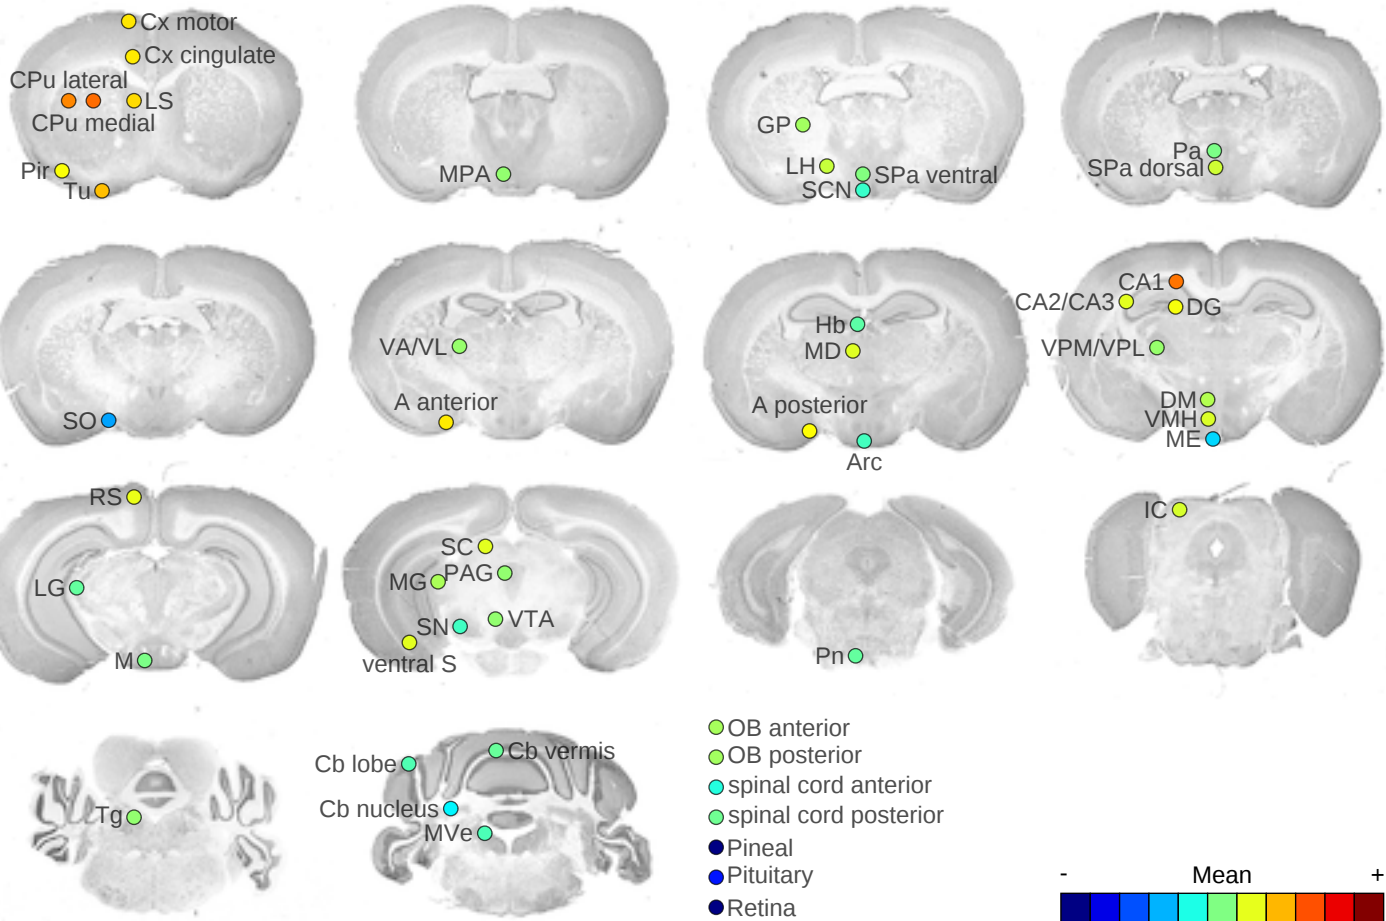 Cx motor
Cx cingulate
CPu lateral
LS
CPu medial
Pir
Tu
MPA
GP
LH
SPa ventral
SCN
Pa
SPa dorsal
SO
VA/VL
A anterior
Hb
MD
A posterior
Arc
CA1
CA2/CA3
DG
VPM/VPL
DM
VMH
ME
RS
LG
M
SC
MG
PAG
SN
VTA
ventral S
Pn
IC
Tg
Cb lobe
Cb vermis
Cb nucleus
MVe
OB anterior
OB posterior
spinal cord anterior
spinal cord posterior
Pineal
Pituitary
Retina
- Mean +